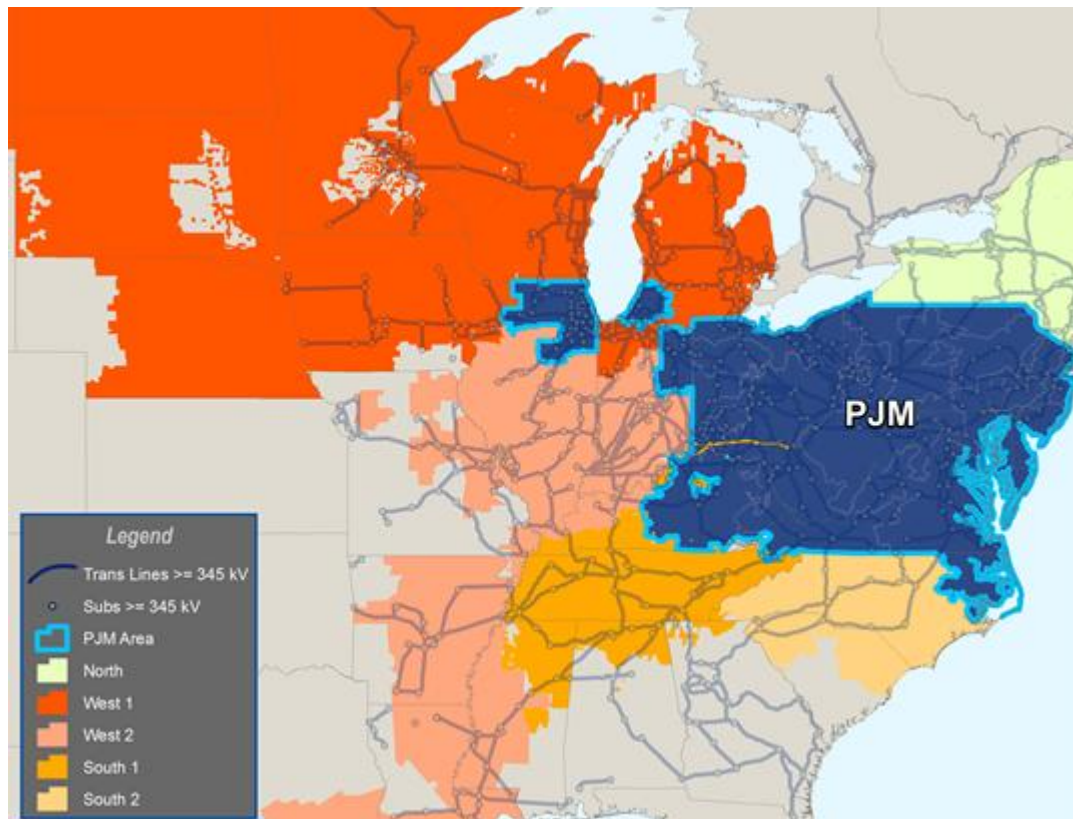 PJM
Legend
Trans Lines >= 345 kV
Subs >= 345 kV
PJM Area
North
West 1
West 2
South 1
South 2